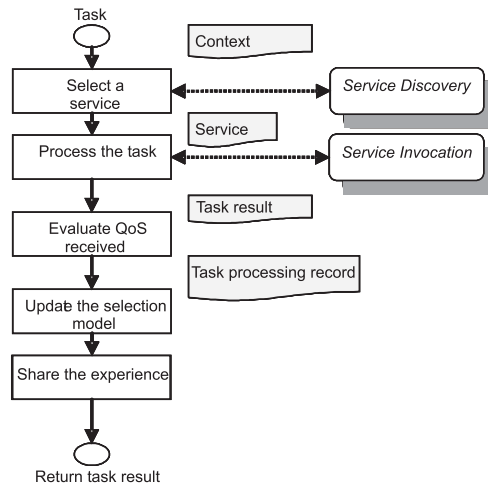 Task
Context
Select a
service
Service Discovery
Service
Process the task
Service Invocation
Task result
Evaluate QoS
received
Task processing record
Update the selection
model
Share the experience
Return task result